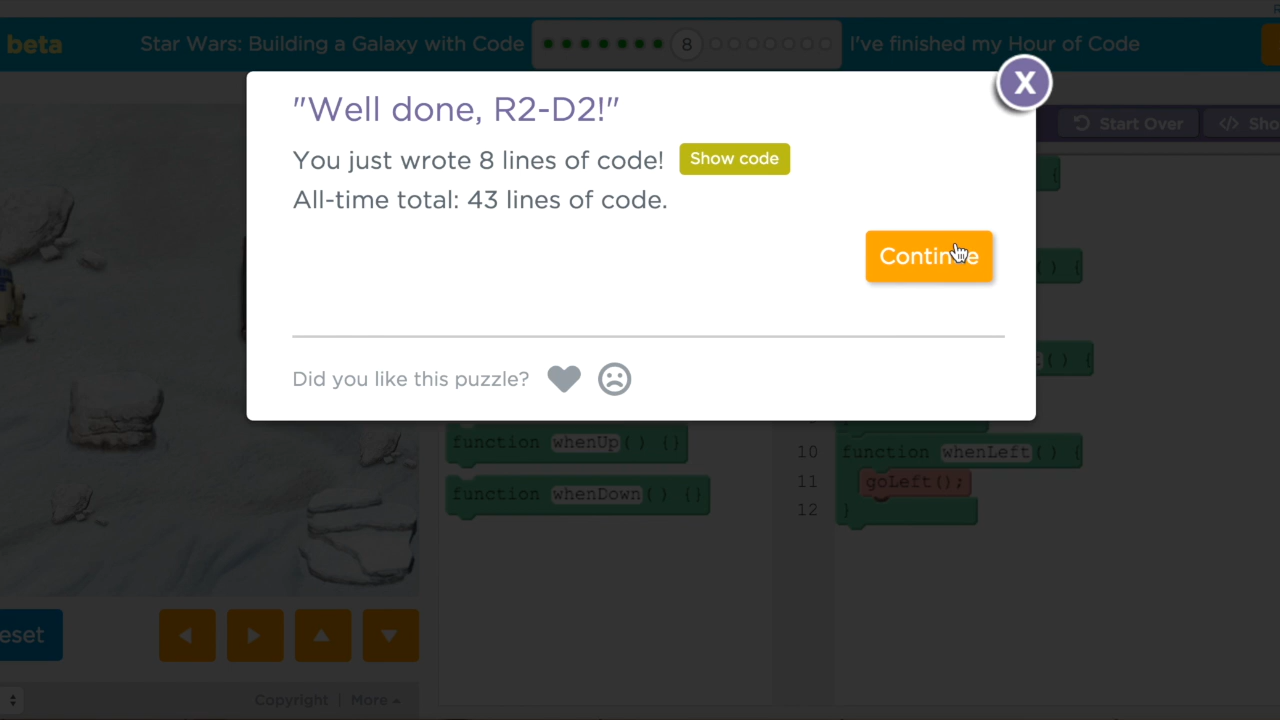 beta
Star Wars: Building a Galaxy with Code
8
I've finished my Hour of Code
X
"Well done, R2-D2!"
You just wrote 8 lines of code!
Show code
All-time total: 43 lines of code.
Continue
Did you like this puzzle?
Start Over
</> Sho
{
() {
() {
function whenUp() {}
function whenDown() {}
10 function whenLeft() {
11 goLeft();
12 }
eset
Copyright | More